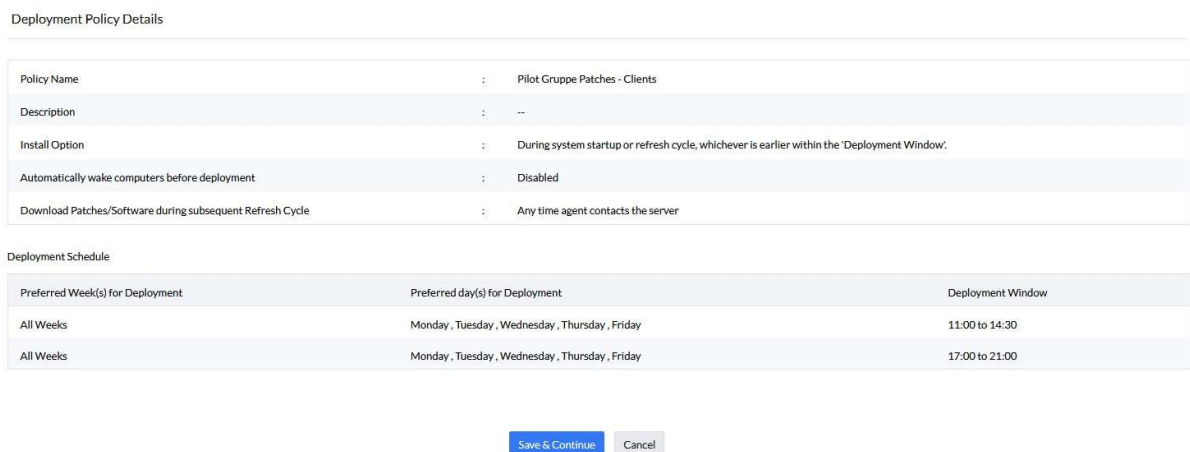 Deployment Policy Details
Policy Name : Pilot Gruppe Patches - Clients
Description : --
Install Option : During system startup or refresh cycle, whichever is earlier within the 'Deployment Window'.
Automatically wake computers before deployment : Disabled
Download Patches/Software during subsequent Refresh Cycle : Any time agent contacts the server
Deployment Schedule
Preferred Week(s) for Deployment Preferred day(s) for Deployment Deployment Window
All Weeks Monday , Tuesday , Wednesday , Thursday , Friday 11:00 to 14:30
All Weeks Monday , Tuesday , Wednesday , Thursday , Friday 17:00 to 21:00
Save & Continue Cancel